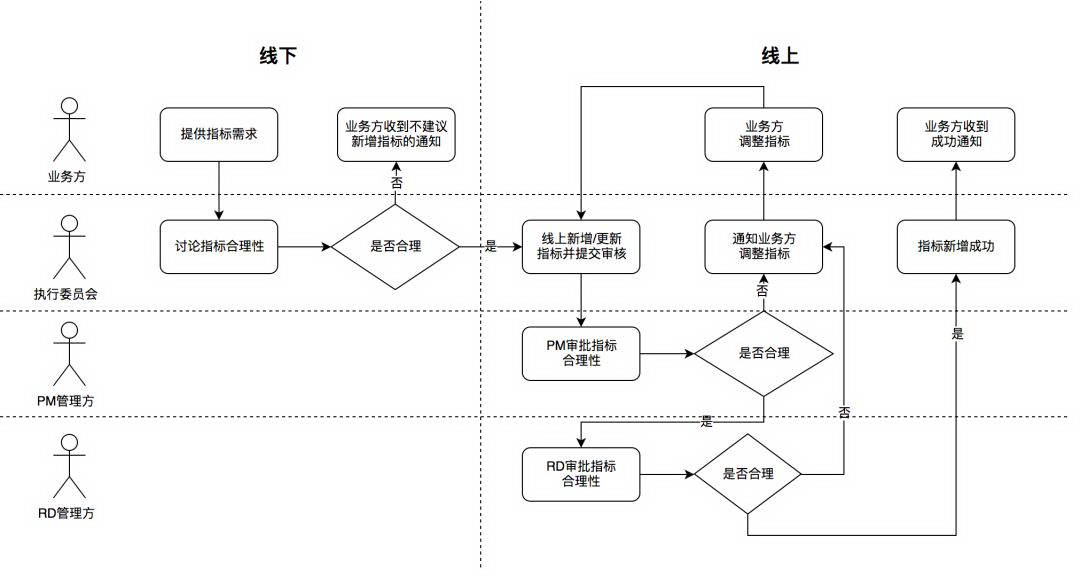 线下
线上
业务方
提供指标需求
业务方收到不建议
新增指标的通知
业务方
调整指标
业务方收到
成功通知
否
执行委员会
讨论指标合理性
是否合理
是
线上新增/更新
指标并提交审核
通知业务方
调整指标
指标新增成功
否
是
PM管理方
PM审批指标
合理性
是否合理
否
是
RD管理方
RD审批指标
合理性
是否合理